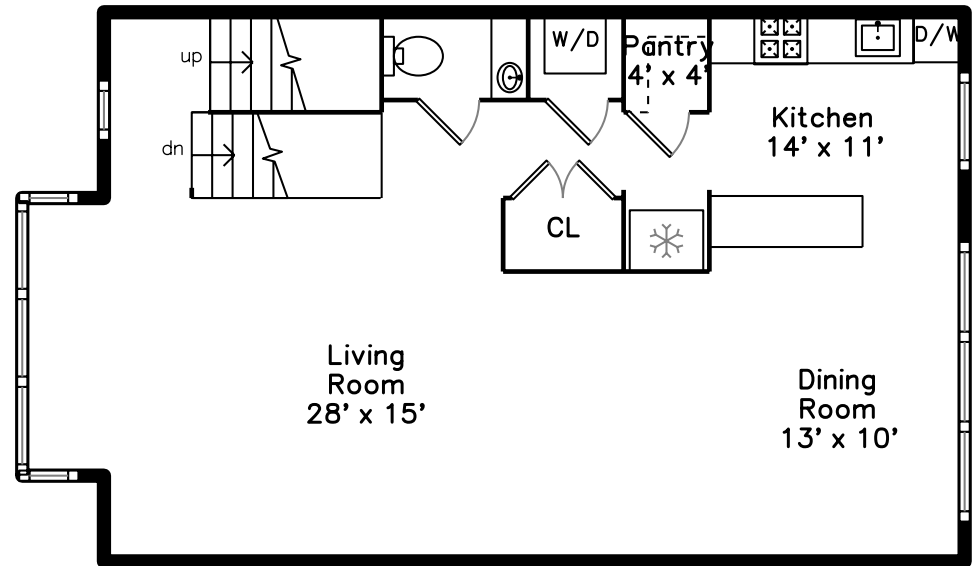 up
dn
W/D
Pantry
4' x 4'
D/W
Kitchen
14' x 11'
CL
Living
Room
28' x 15'
Dining
Room
13' x 10'